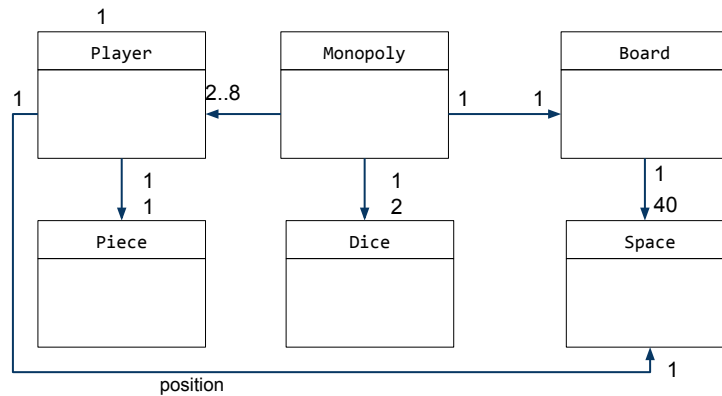 1
Player
Monopoly
Board
1
2..8
1
1
1
1
1
2
1
40
Piece
Dice
Space
1
position